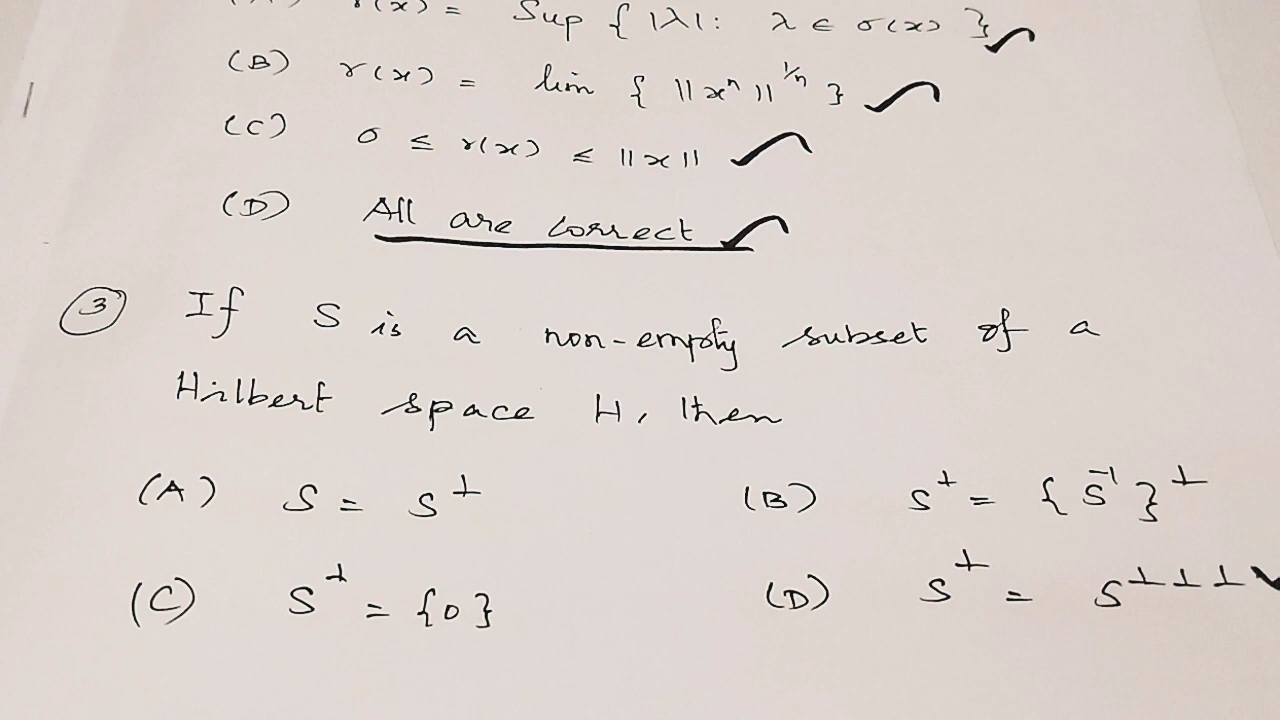 r(x) = Sup { |λ| : λ ∈ σ(x) }
(B) r(x) = lim { ||xⁿ||^1/n }
(C) 0 ≤ r(x) ≤ ||x||
(D) All are correct
③ If S is a non-empty subset of a
Hilbert space H, then
(A) S = S^⊥ (B) S^⊥ = { S^-1 }^⊥
(C) S^⊥ = {0} (D) S^⊥ = S^⊥⊥⊥